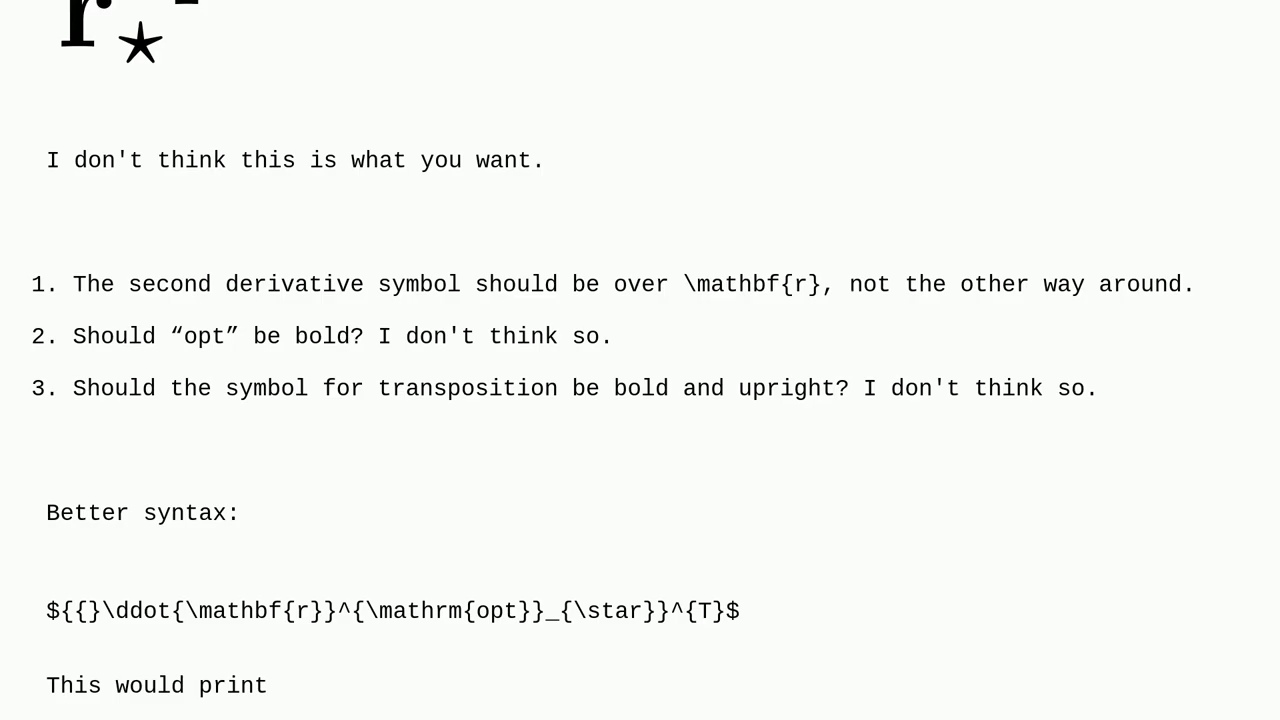 r⋆
I don't think this is what you want.
1. The second derivative symbol should be over \mathbf{r}, not the other way around.
2. Should “opt” be bold? I don't think so.
3. Should the symbol for transposition be bold and upright? I don't think so.
Better syntax:
${{}\ddot{\mathbf{r}}^{\mathrm{opt}}_{\star}}^{T}$
This would print